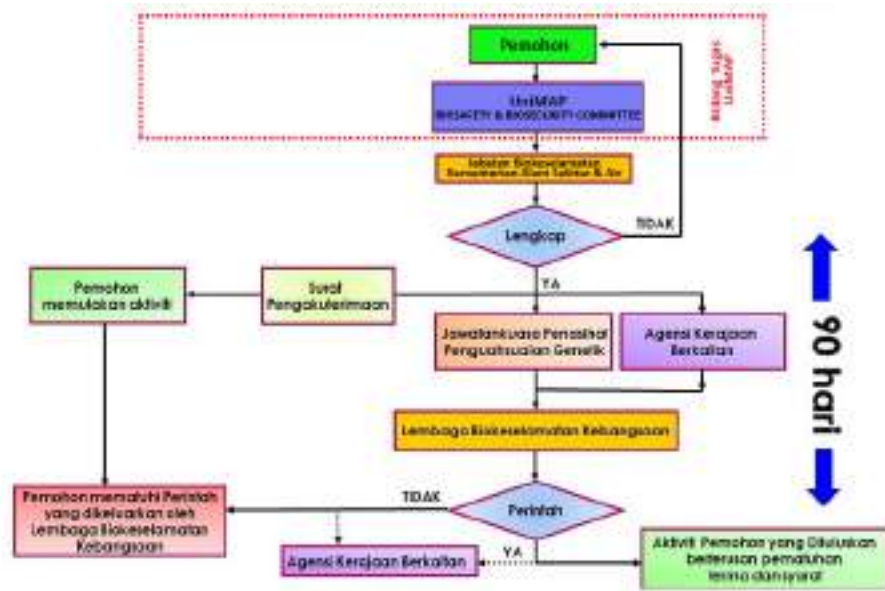 Pemohon
UniMAP
BIOSAFETY & BIOSECURITY COMMITTEE
Jabatan Biokeselamatan
Kementerian Alam Sekitar & Air
Lengkap
TIDAK
YA
Pemohon
memulakan aktiviti
Surat
Pengakuterimaan
Jawatankuasa Penasihat
Pengubahsuaian Genetik
Agensi Kerajaan
Berkaitan
90 hari
Lembaga Biokeselamatan Kebangsaan
Pemohon mematuhi Perintah
yang dikeluarkan oleh
Lembaga Biokeselamatan
Kebangsaan
TIDAK
Perintah
Agensi Kerajaan Berkaitan
YA
Aktiviti Pemohon yang Diluluskan
berterusan pematuhan
terma dan syarat